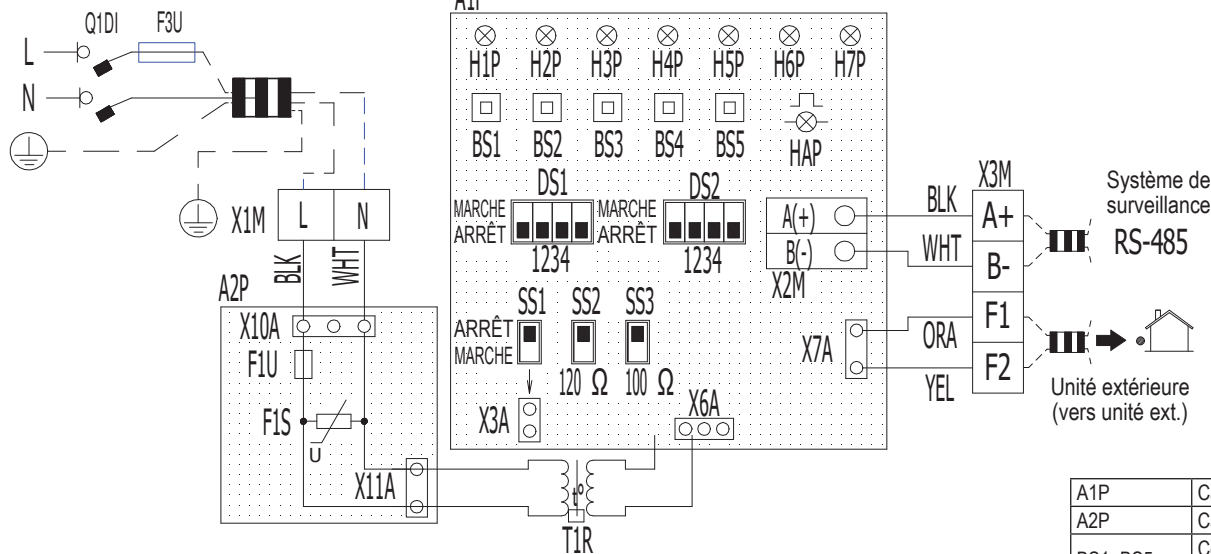 A1P
Q1DI F3U
L
N
H1P H2P H3P H4P H5P H6P H7P
BS1 BS2 BS3 BS4 BS5 HAP
DS1 DS2
MARCHE MARCHE
ARRÊT ARRÊT
1234 1234
A(+)
B(-)
X2M
X3M
BLK A+
WHT B-
ORA F1
YEL F2
Système de
surveillance
RS-485
Unité extérieure
(vers unité ext.)
X1M L N
BLK WHT
A2P
X10A
F1U
F1S
U
X11A
SS1 SS2 SS3
ARRÊT
MARCHE
120 Ω 100 Ω
X3A
X6A
X7A
t°
T1R
A1P C
A2P C